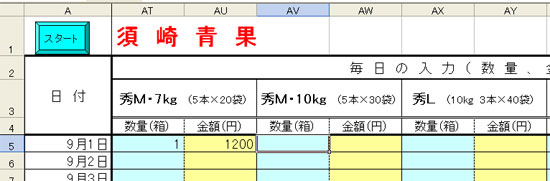 A AT AU AV AW AX AY
1 スタート 須崎青果
2 毎日の入力(数量、
3 日付 秀M・7kg (5本×20袋) 秀M・10kg (5本×30袋) 秀L (10kg 3本×40袋)
4 数量(箱) 金額(円) 数量(箱) 金額(円) 数量(箱) 金額(円)
5 9月1日 1 1200
6 9月2日
9月3日